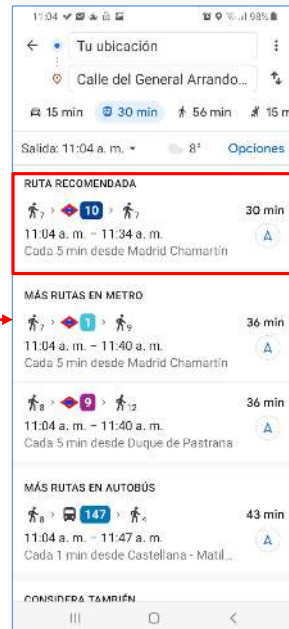 11:04 98%
Tu ubicación
Calle del General Arrando...
15 min 30 min 56 min 15 m
Salida: 11:04 a. m. 8° Opciones
RUTA RECOMENDADA
7 10 7 30 min
11:04 a. m. - 11:34 a. m.
Cada 5 min desde Madrid Chamartín
MÁS RUTAS EN METRO
7 1 9 36 min
11:04 a. m. - 11:40 a. m.
Cada 5 min desde Madrid Chamartín
8 9 12 36 min
11:04 a. m. - 11:40 a. m.
Cada 5 min desde Duque de Pastrana
MÁS RUTAS EN AUTOBÚS
8 147 4 43 min
11:04 a. m. - 11:47 a. m.
Cada 1 min desde Castellana - Matil...
CONSIDERA TAMBIÉN